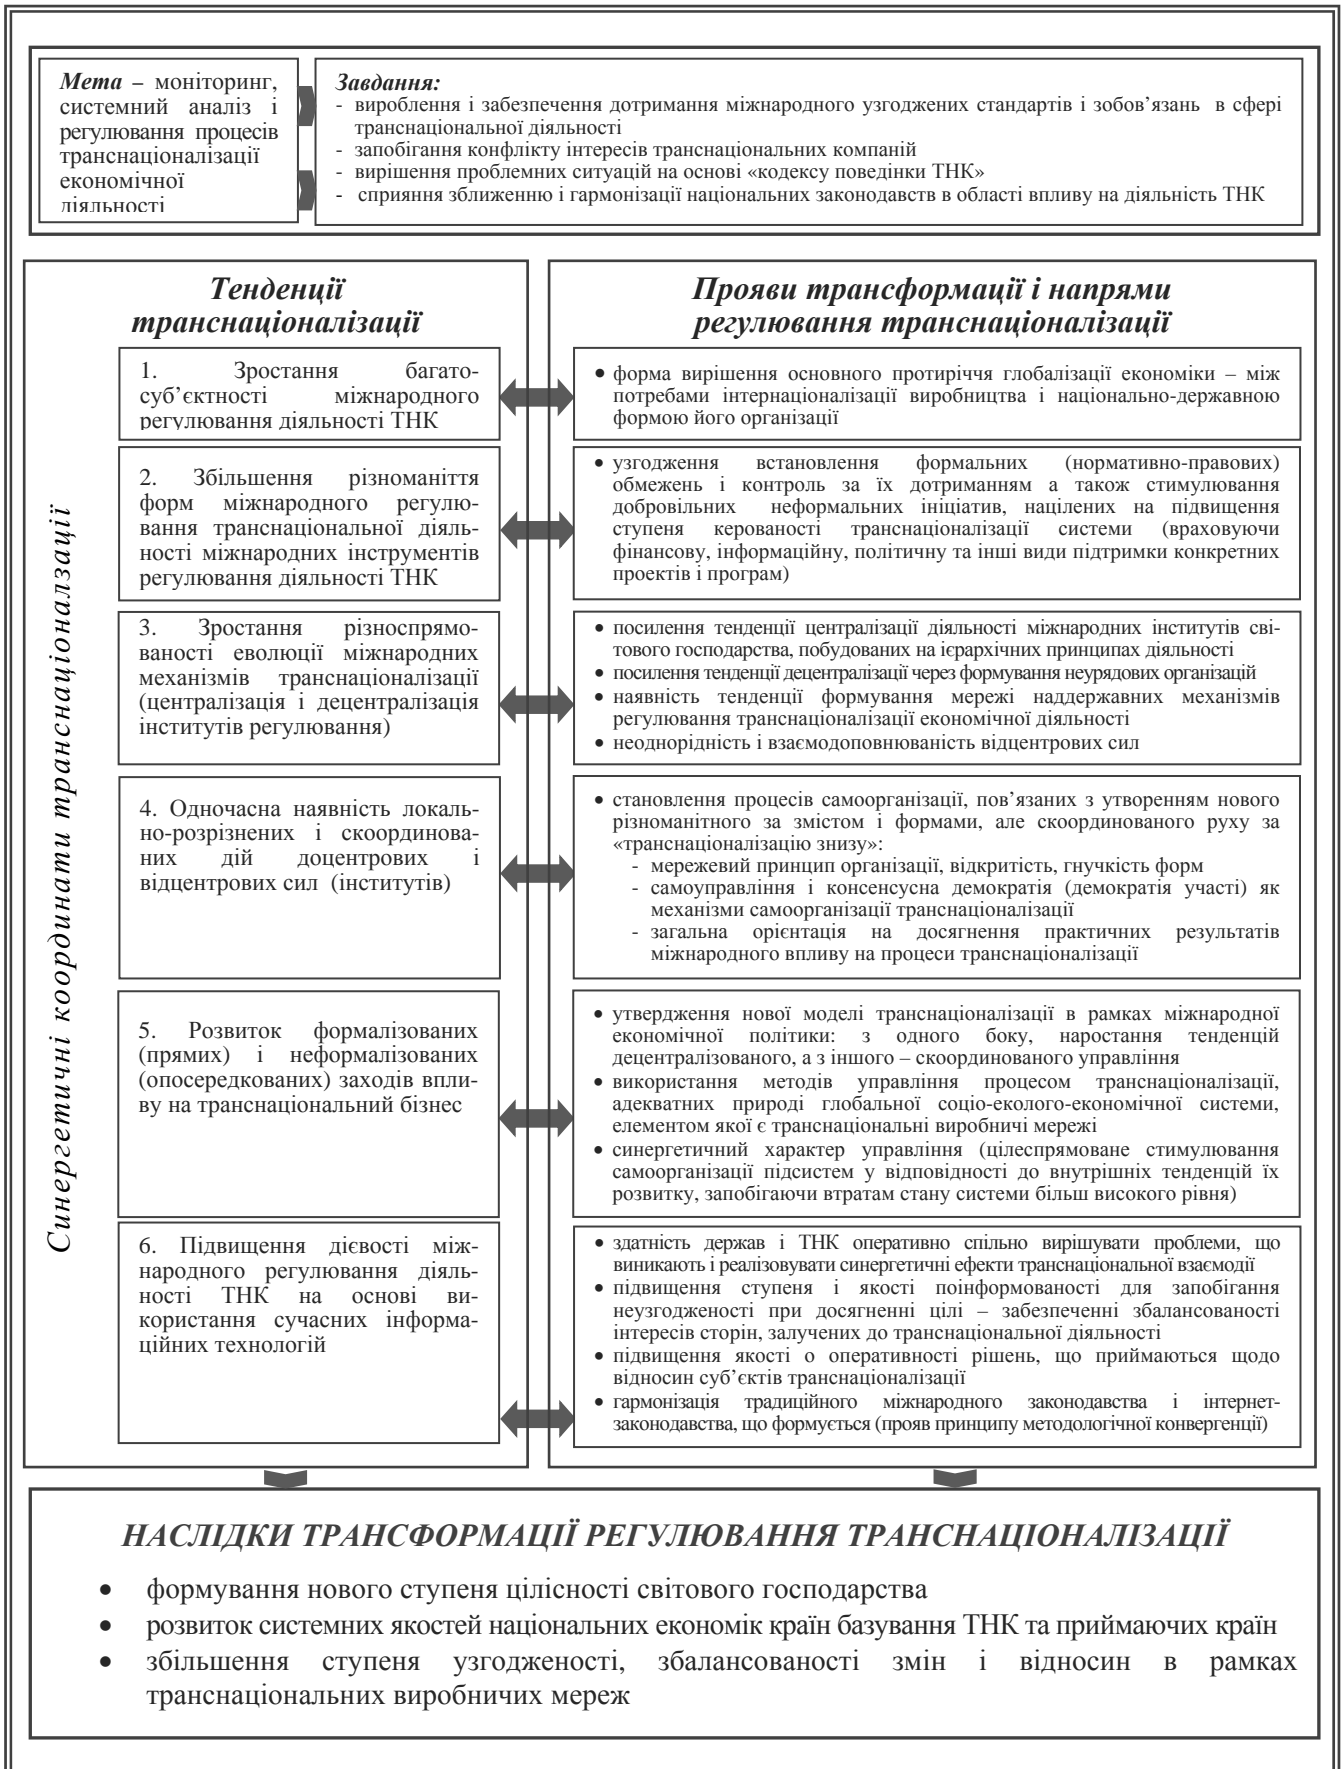 Мета – моніторинг,
системний аналіз і
регулювання процесів
транснаціоналізації
економічної
діяльності
Завдання:
- вироблення і забезпечення дотримання міжнародного узгоджених стандартів і зобов’язань в сфері
транснаціональної діяльності
- запобігання конфлікту інтересів транснаціональних компаній
- вирішення проблемних ситуацій на основі «кодексу поведінки ТНК»
- сприяння зближенню і гармонізації національних законодавств в області впливу на діяльність ТНК
Синергетичні координати транснаціоналізації
Тенденції
транснаціоналізації
Прояви трансформації і напрями
регулювання транснаціоналізації
1. Зростання багато-
суб’єктності міжнародного
регулювання діяльності ТНК
• форма вирішення основного протиріччя глобалізації економіки – між
потребами інтернаціоналізації виробництва і національно-державною
формою його організації
2. Збільшення різноманіття
форм міжнародного регулю-
вання транснаціональної діяль-
ності міжнародних інструментів
регулювання діяльності ТНК
• узгодження встановлення формальних (нормативно-правових)
обмежень і контроль за їх дотриманням а також стимулювання
добровільних неформальних ініціатив, націлених на підвищення
ступеня керованості транснаціоналізації системи (враховуючи
фінансову, інформаційну, політичну та інші види підтримки конкретних
проектів і програм)
3. Зростання різноспрямо-
ваності еволюції міжнародних
механізмів транснаціоналізації
(централізація і децентралізація
інститутів регулювання)
• посилення тенденції централізації діяльності міжнародних інститутів сві-
тового господарства, побудованих на ієрархічних принципах діяльності
• посилення тенденції децентралізації через формування неурядових організацій
• наявність тенденції формування мережі наддержавних механізмів
регулювання транснаціоналізації економічної діяльності
• неоднорідність і взаємодоповнюваність відцентрових сил
4. Одночасна наявність локаль-
но-розрізнених і скоординова-
них дій доцентрових і
відцентрових сил (інститутів)
• становлення процесів самоорганізації, пов’язаних з утворенням нового
різноманітного за змістом і формами, але скоординованого руху за
«транснаціоналізацію знизу»:
- мережевий принцип організації, відкритість, гнучкість форм
- самоуправління і консенсусна демократія (демократія участі) як
механізми самоорганізації транснаціоналізації
- загальна орієнтація на досягнення практичних результатів
міжнародного впливу на процеси транснаціоналізації
5. Розвиток формалізованих
(прямих) і неформалізованих
(опосередкованих) заходів впли-
ву на транснаціональний бізнес
• утвердження нової моделі транснаціоналізації в рамках міжнародної
економічної політики: з одного боку, наростання тенденцій
децентралізованого, а з іншого – скоординованого управління
• використання методів управління процесом транснаціоналізації,
адекватних природі глобальної соціо-еколого-економічної системи,
елементом якої є транснаціональні виробничі мережі
• синергетичний характер управління (цілеспрямоване стимулювання
самоорганізації підсистем у відповідності до внутрішніх тенденцій їх
розвитку, запобігаючи втратам стану системи більш високого рівня)
6. Підвищення дієвості між-
народного регулювання діяль-
ності ТНК на основі ви-
користання сучасних інформа-
ційних технологій
• здатність держав і ТНК оперативно спільно вирішувати проблеми, що
виникають і реалізовувати синергетичні ефекти транснаціональної взаємодії
• підвищення ступеня і якості поінформованості для запобігання
неузгодженості при досягненні цілі – забезпеченні збалансованості
інтересів сторін, залучених до транснаціональної діяльності
• підвищення якості о оперативності рішень, що приймаються щодо
відносин суб’єктів транснаціоналізації
• гармонізація традиційного міжнародного законодавства і інтернет-
законодавства, що формується (прояв принципу методологічної конвергенції)
НАСЛІДКИ ТРАНСФОРМАЦІЇ РЕГУЛЮВАННЯ ТРАНСНАЦІОНАЛІЗАЦІЇ
• формування нового ступеня цілісності світового господарства
• розвиток системних якостей національних економік країн базування ТНК та приймаючих країн
• збільшення ступеня узгодженості, збалансованості змін і відносин в рамках
транснаціональних виробничих мереж